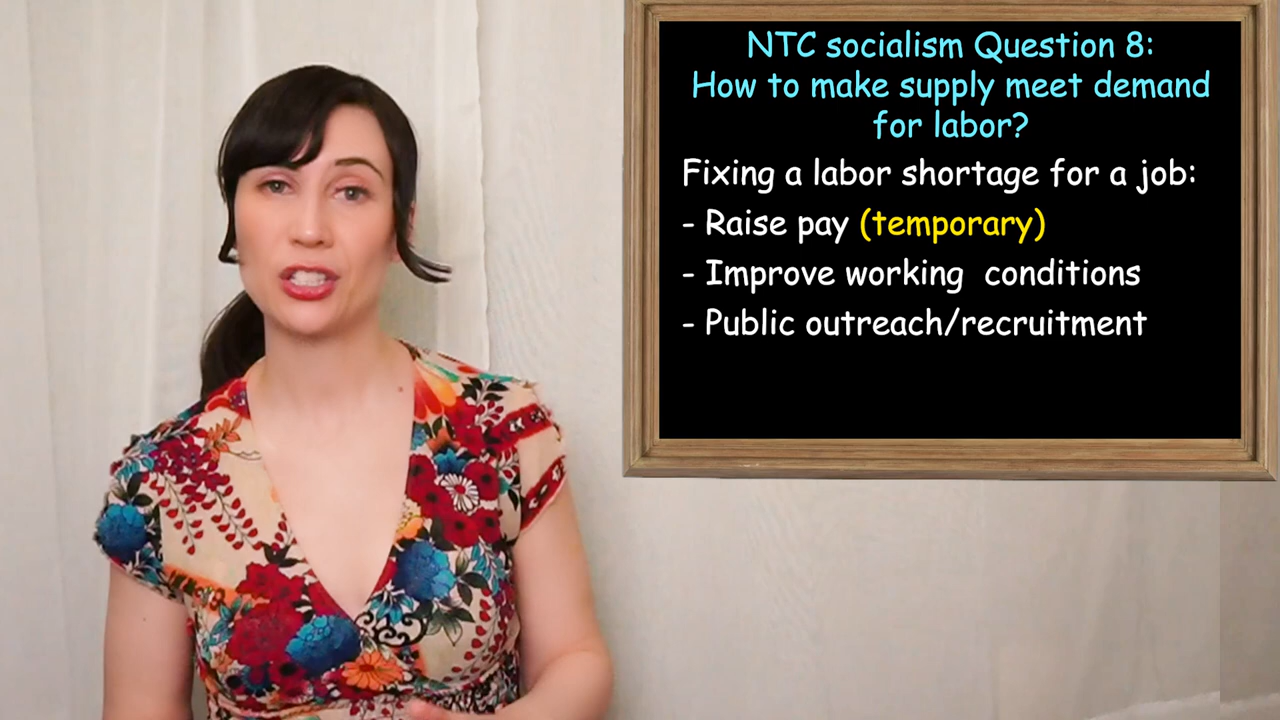 NTC socialism Question 8:
How to make supply meet demand
for labor?
Fixing a labor shortage for a job:
- Raise pay (temporary)
- Improve working  conditions
- Public outreach/recruitment